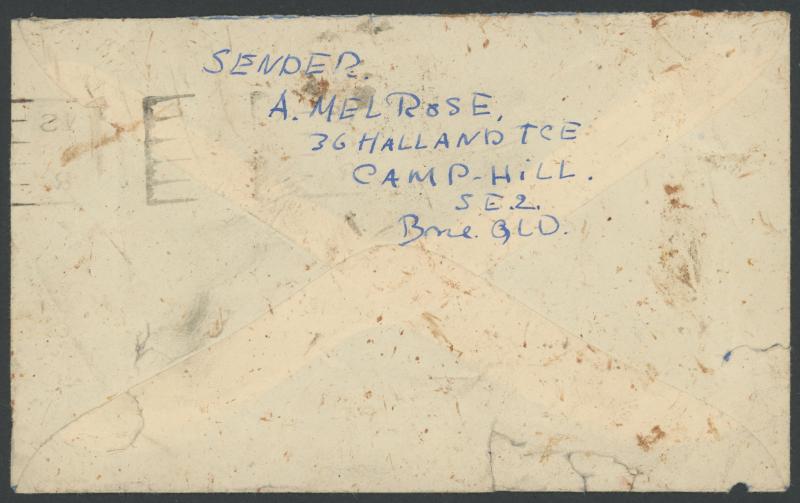 SENDER.
A. MELROSE,
36 HALLAND TCE
CAMP-HILL.
S E 2.
Bne. QLD.